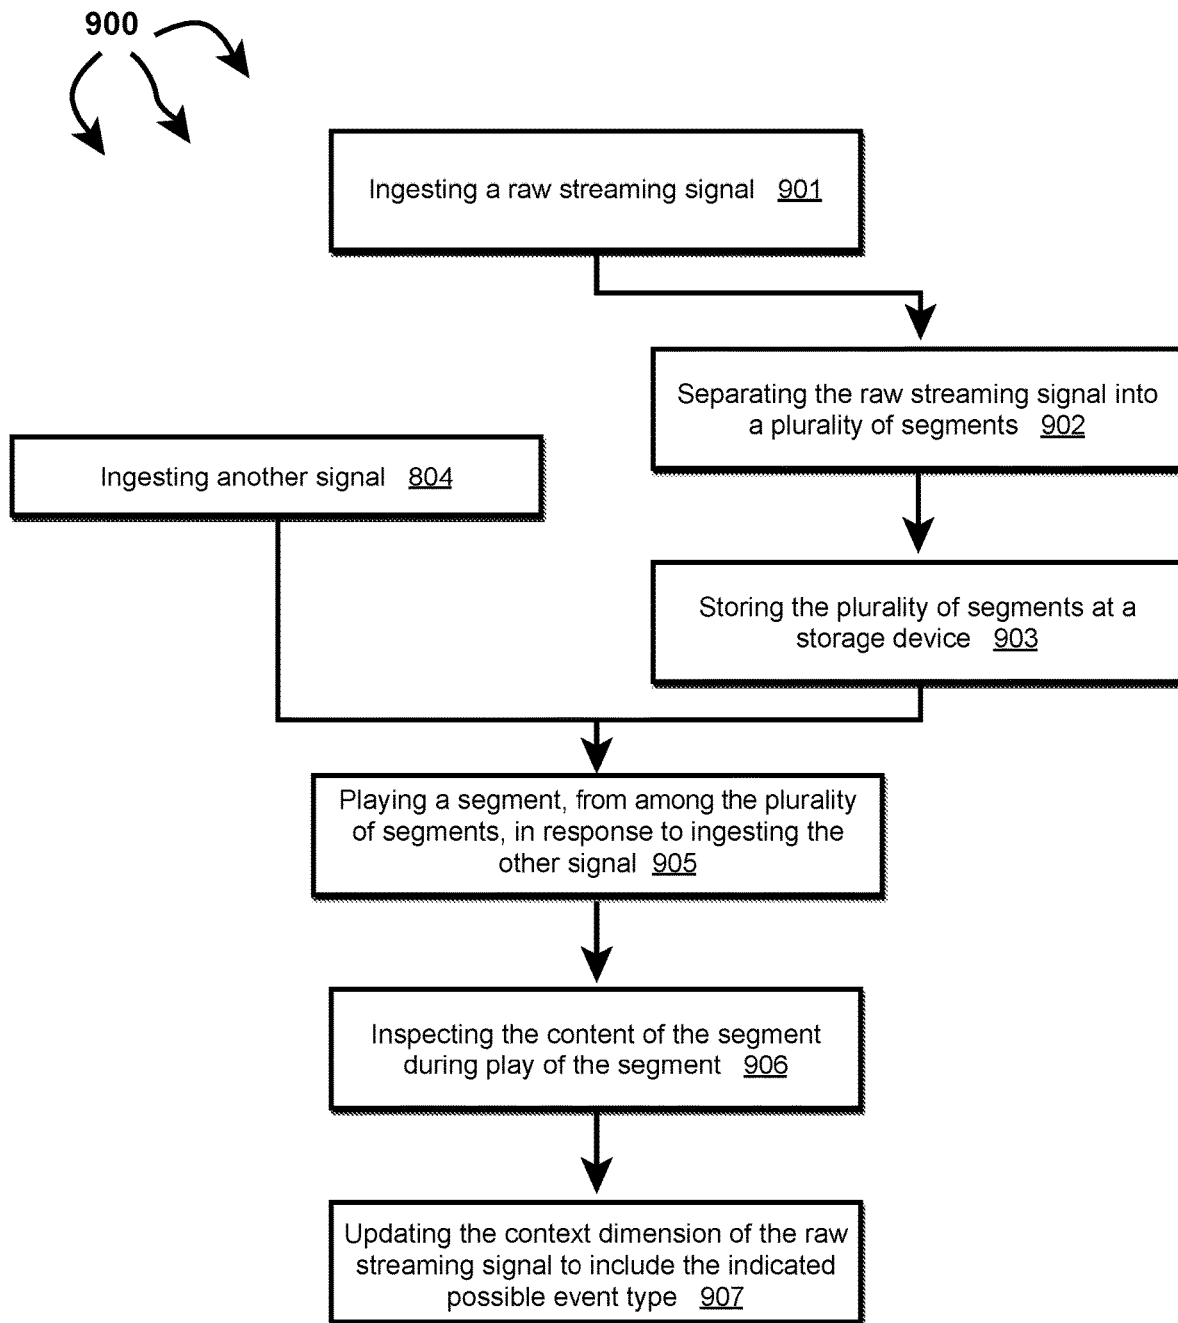 900
Ingesting a raw streaming signal 901
Separating the raw streaming signal into
a plurality of segments 902
Ingesting another signal 804
Storing the plurality of segments at a
storage device 903
Playing a segment, from among the plurality
of segments, in response to ingesting the
other signal 905
Inspecting the content of the segment
during play of the segment 906
Updating the context dimension of the raw
streaming signal to include the indicated
possible event type 907